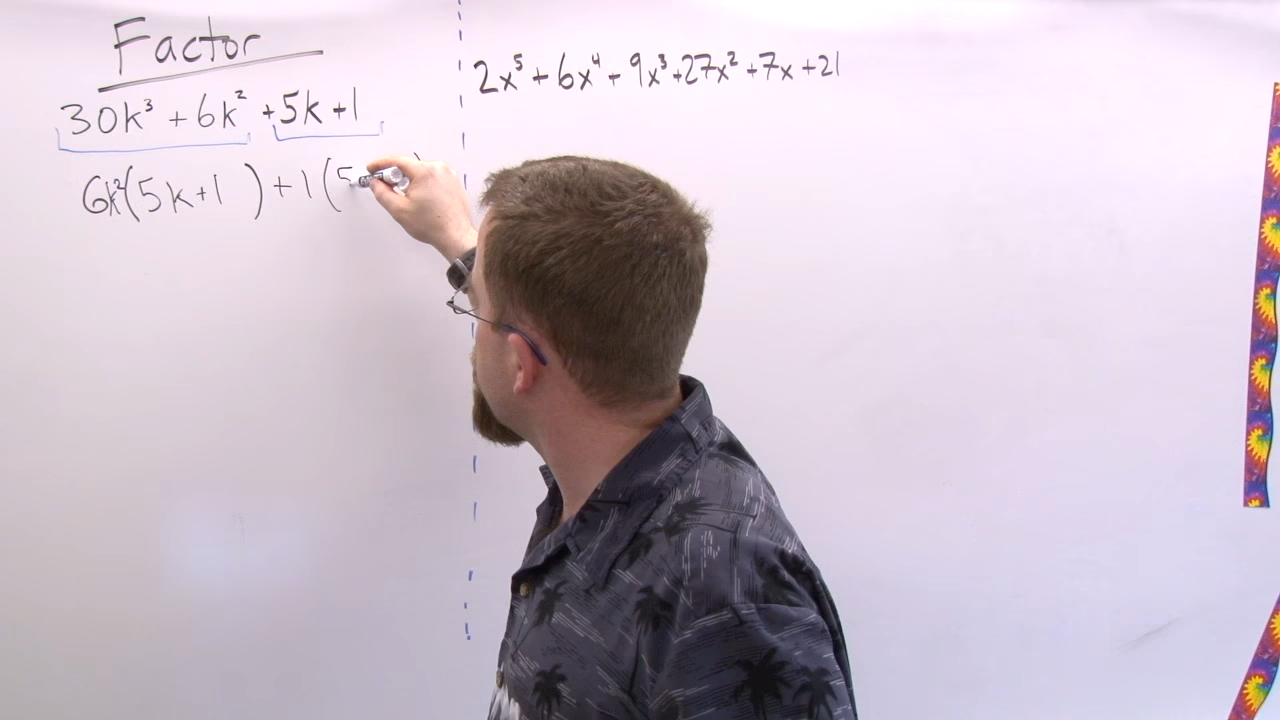 Factor
30k³ + 6k² + 5k + 1
6k²(5k+1) + 1(5
2x⁵ + 6x⁴ + 9x³ + 27x² + 7x + 21